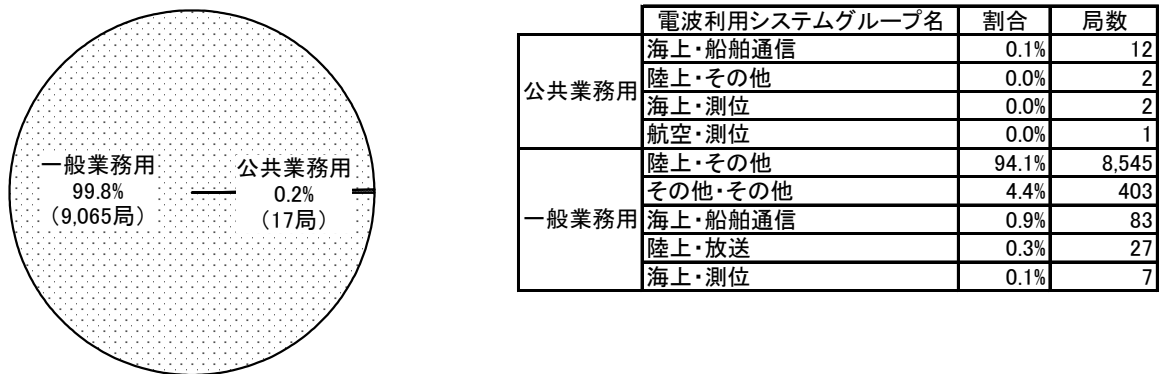 一般業務用
99.8%
（9,065局）
公共業務用
0.2%
（17局）
電波利用システムグループ名 割合 局数
公共業務用
海上・船舶通信 0.1% 12
陸上・その他 0.0% 2
海上・測位 0.0% 2
航空・測位 0.0% 1
一般業務用
陸上・その他 94.1% 8,545
その他・その他 4.4% 403
海上・船舶通信 0.9% 83
陸上・放送 0.3% 27
海上・測位 0.1% 7